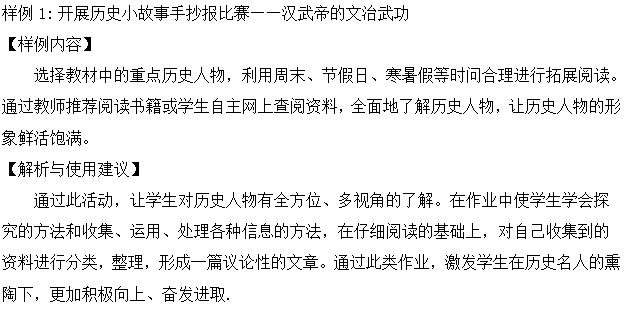 样例 1: 开展历史小故事手抄报比赛——汉武帝的文治武功
【样例内容】
选择教材中的重点历史人物，利用周末、节假日、寒暑假等时间合理进行拓展阅读。
通过教师推荐阅读书籍或学生自主网上查阅资料，全面地了解历史人物，让历史人物的形
象鲜活饱满。
【解析与使用建议】
通过此活动，让学生对历史人物有全方位、多视角的了解。在作业中使学生学会探
究的方法和收集、运用、处理各种信息的方法，在仔细阅读的基础上，对自己收集到的
资料进行分类，整理，形成一篇议论性的文章。通过此类作业，激发学生在历史名人的熏
陶下，更加积极向上、奋发进取.